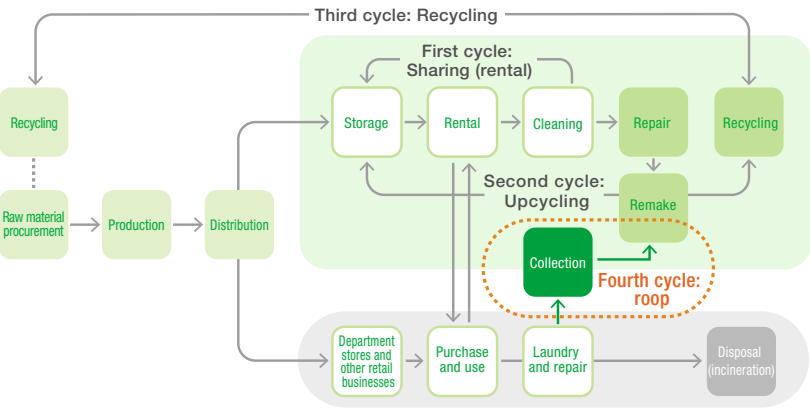 Third cycle: Recycling
First cycle:
Sharing (rental)
Recycling
Storage
Rental
Cleaning
Repair
Recycling
Second cycle:
Upcycling
Raw material
procurement
Production
Distribution
Remake
Collection
Fourth cycle:
roop
Department
stores and
other retail
businesses
Purchase
and use
Laundry
and repair
Disposal
(incineration)